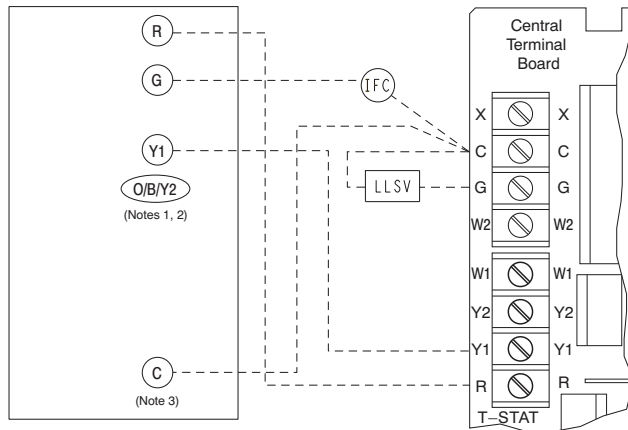 R
G
Y1
O/B/Y2
(Notes 1, 2)
C
(Note 3)
IFC
LLSV
Central
Terminal
Board
X X
C C
G G
W2 W2
W1 W1
Y2 Y2
Y1 Y1
R R
T–STAT